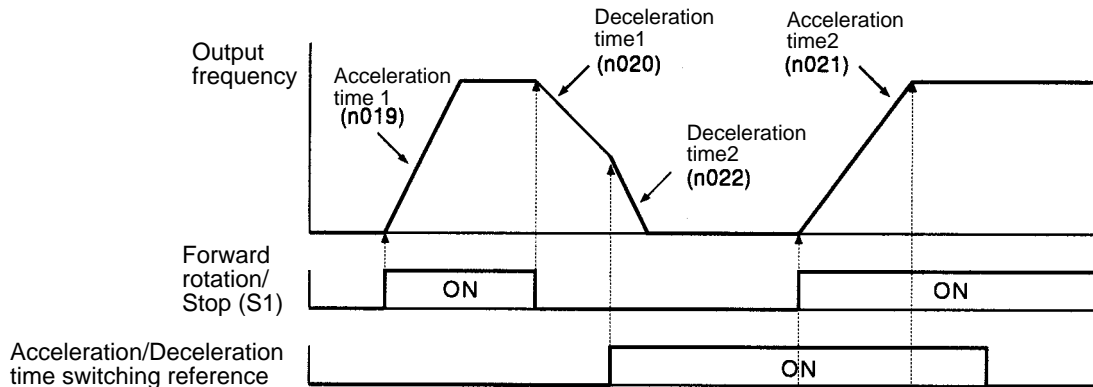 Output
frequency
Acceleration
time 1
(n019)
Deceleration
time1
(n020)
Deceleration
time2
(n022)
Acceleration
time2
(n021)
Forward
rotation/
Stop (S1)
ON
ON
Acceleration/Deceleration
time switching reference
ON